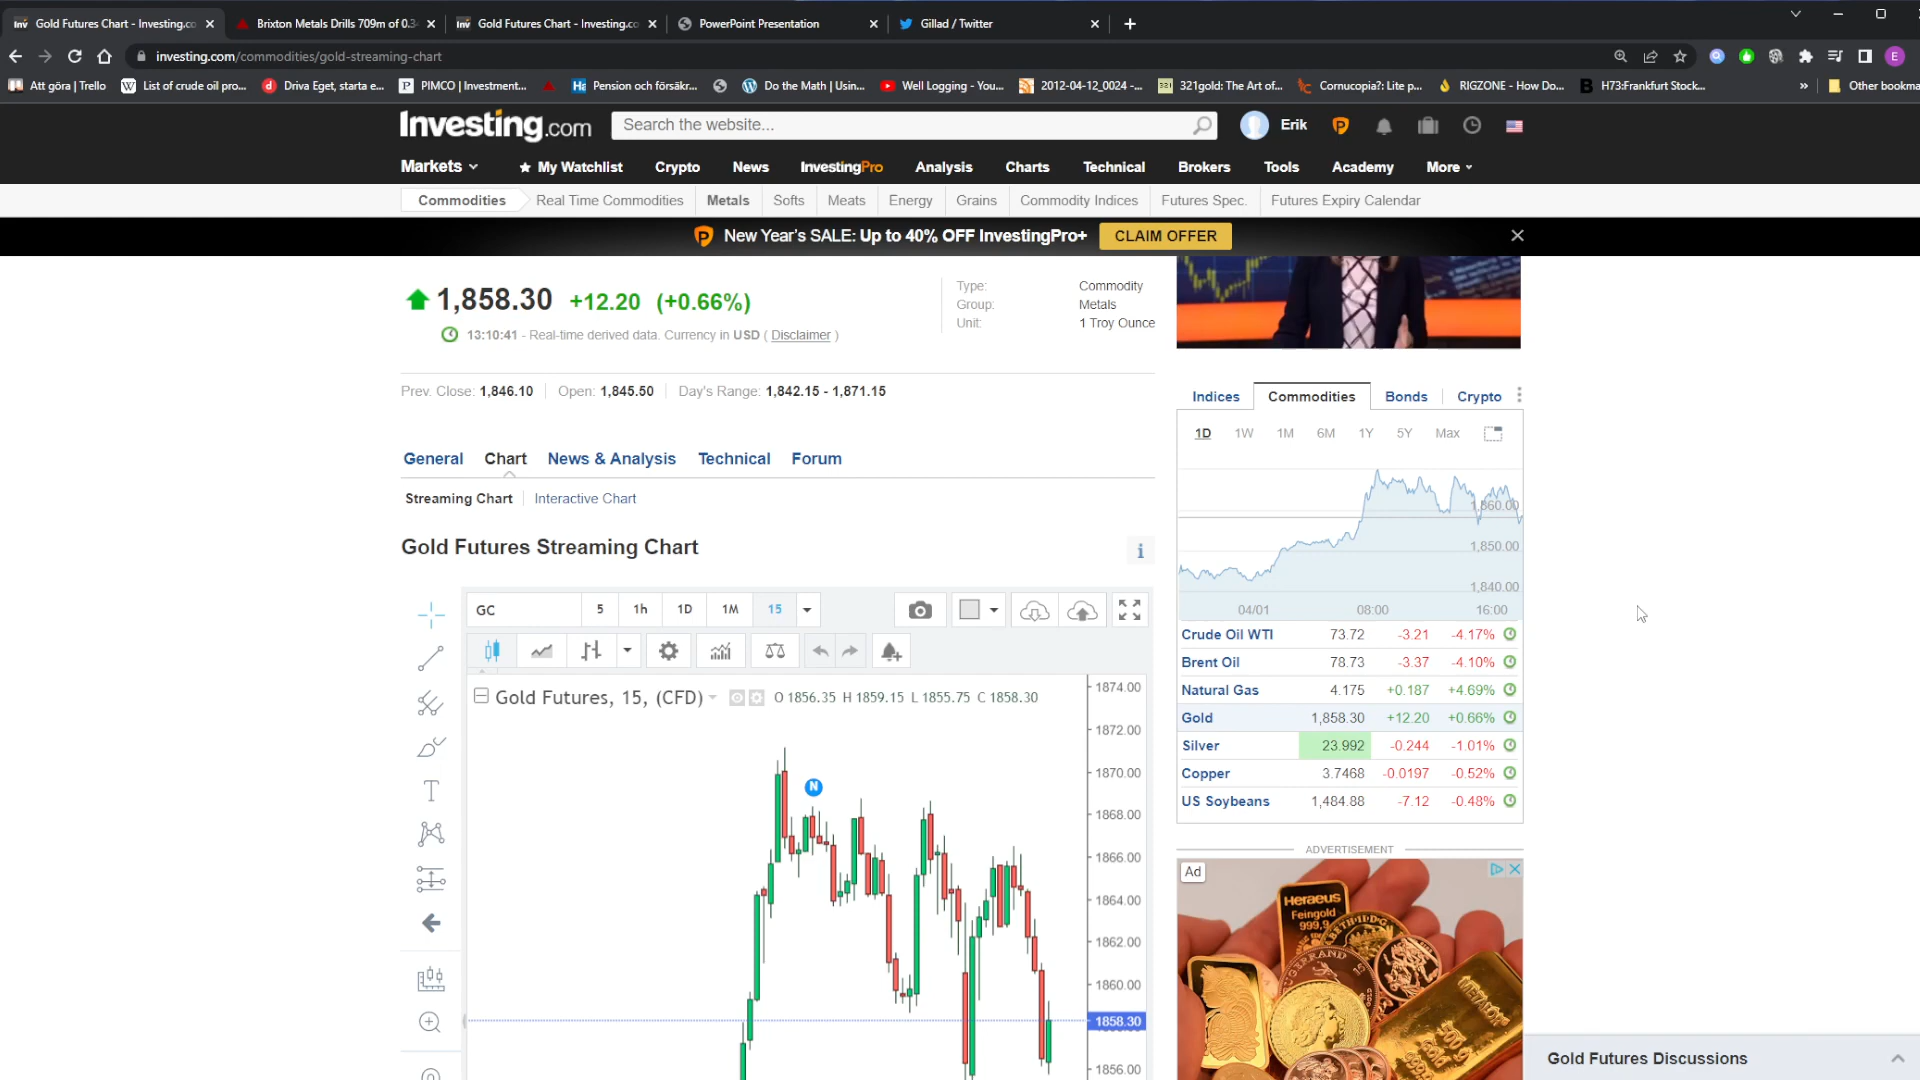 Gold Futures Chart - Investing.co
Brixton Metals Drills 709m of 0.3
Gold Futures Chart - Investing.co
PowerPoint Presentation
Gillad / Twitter
investing.com/commodities/gold-streaming-chart
Att göra | Trello
List of crude oil pro...
Driva Eget, starta e...
PIMCO | Investment...
Pension och försäkr...
Do the Math | Usin...
Well Logging - You...
2012-04-12_0024 -...
321gold: The Art of...
Cornucopia?: Lite p...
RIGZONE - How Do...
H73:Frankfurt Stock...
Other bookma
Investing.com
Search the website...
Erik
Markets
My Watchlist
Crypto
News
InvestingPro
Analysis
Charts
Technical
Brokers
Tools
Academy
More
Commodities
Real Time Commodities
Metals
Softs
Meats
Energy
Grains
Commodity Indices
Futures Spec.
Futures Expiry Calendar
New Year's SALE: Up to 40% OFF InvestingPro+
CLAIM OFFER
1,858.30 +12.20 (+0.66%)
13:10:41 - Real-time derived data. Currency in USD ( Disclaimer )
Type: Commodity
Group: Metals
Unit: 1 Troy Ounce
Prev. Close: 1,846.10
Open: 1,845.50
Day's Range: 1,842.15 - 1,871.15
General
Chart
News & Analysis
Technical
Forum
Streaming Chart
Interactive Chart
Gold Futures Streaming Chart
GC
5
1h
1D
1M
15
Gold Futures, 15, (CFD)
O 1856.35 H 1859.15 L 1855.75 C 1858.30
N
1874.00
1872.00
1870.00
1868.00
1866.00
1864.00
1862.00
1860.00
1858.30
1856.00
Indices
Commodities
Bonds
Crypto
1D
1W
1M
6M
1Y
5Y
Max
1,860.00
1,850.00
1,840.00
04/01
08:00
16:00
Crude Oil WTI 73.72 -3.21 -4.17%
Brent Oil 78.73 -3.37 -4.10%
Natural Gas 4.175 +0.187 +4.69%
Gold 1,858.30 +12.20 +0.66%
Silver 23.992 -0.244 -1.01%
Copper 3.7468 -0.0197 -0.52%
US Soybeans 1,484.88 -7.12 -0.48%
ADVERTISEMENT
Ad
Heraeus
Feingold
999,9
Gold Futures Discussions